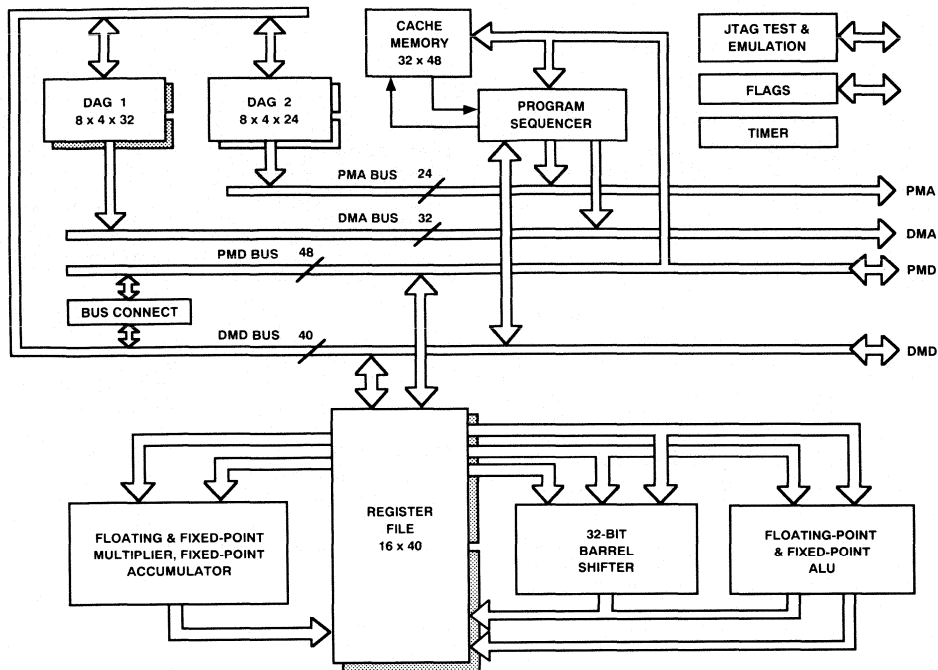 CACHE
MEMORY
32 x 48
JTAG TEST &
EMULATION
FLAGS
TIMER
DAG 1
8 x 4 x 32
DAG 2
8 x 4 x 24
PROGRAM
SEQUENCER
PMA BUS 24
PMA
DMA BUS 32
DMA
PMD BUS 48
PMD
BUS CONNECT
DMD BUS 40
DMD
FLOATING & FIXED-POINT
MULTIPLIER, FIXED-POINT
ACCUMULATOR
REGISTER
FILE
16 x 40
32-BIT
BARREL
SHIFTER
FLOATING-POINT
& FIXED-POINT
ALU